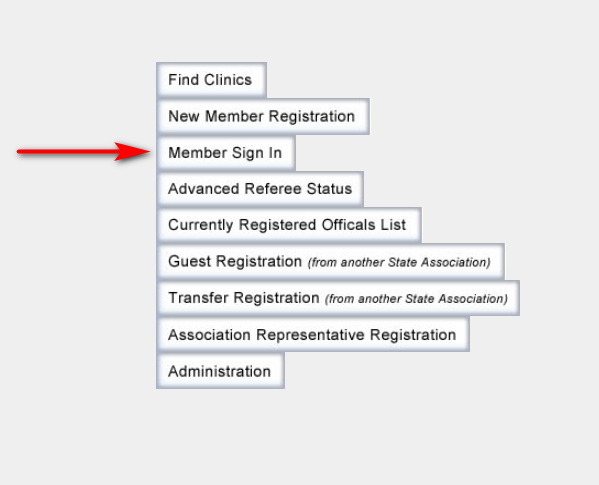 Find Clinics
New Member Registration
Member Sign In
Advanced Referee Status
Currently Registered Officals List
Guest Registration (from another State Association)
Transfer Registration (from another State Association)
Association Representative Registration
Administration